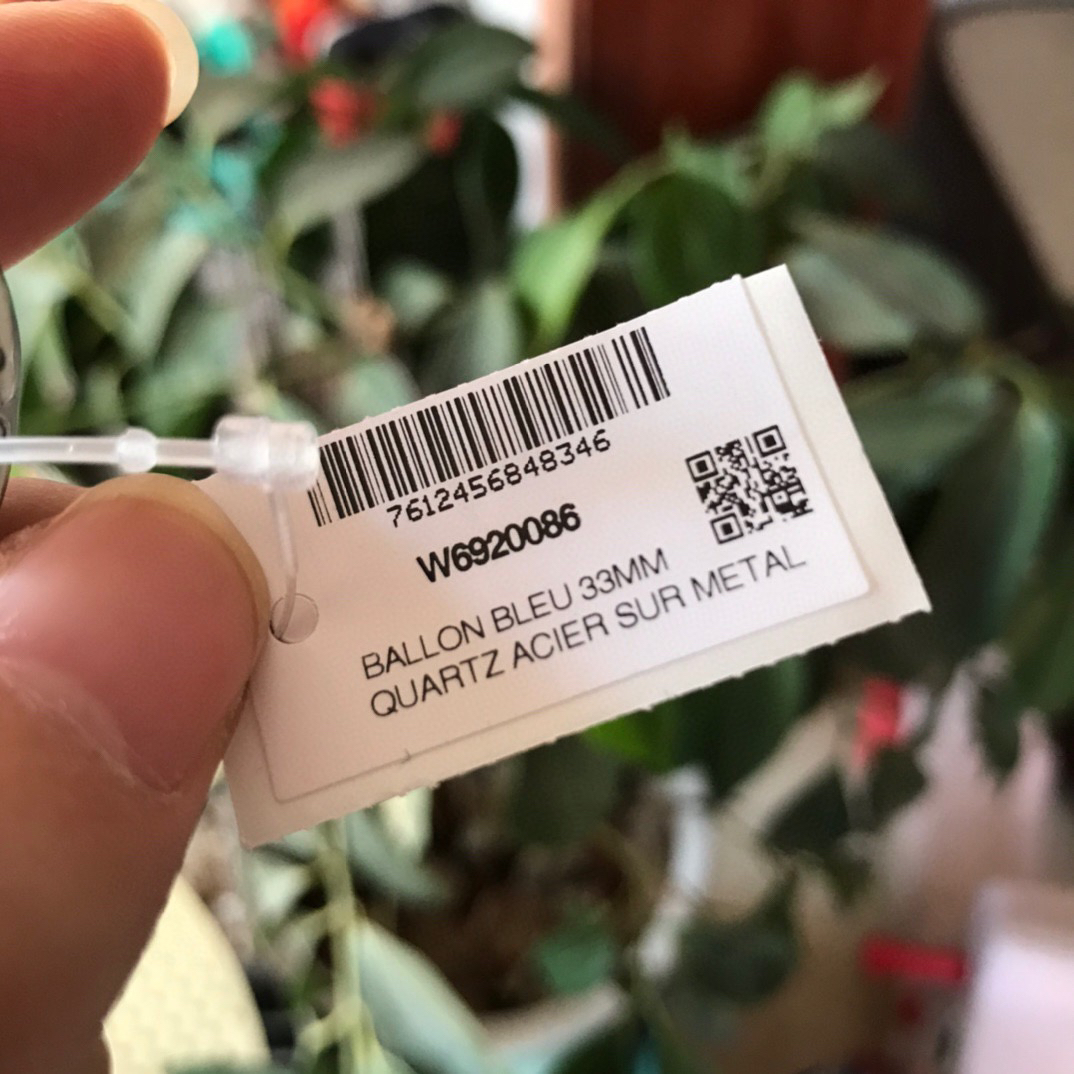 7612456848346
W6920086
BALLON BLEU 33MM
QUARTZ ACIER SUR METAL